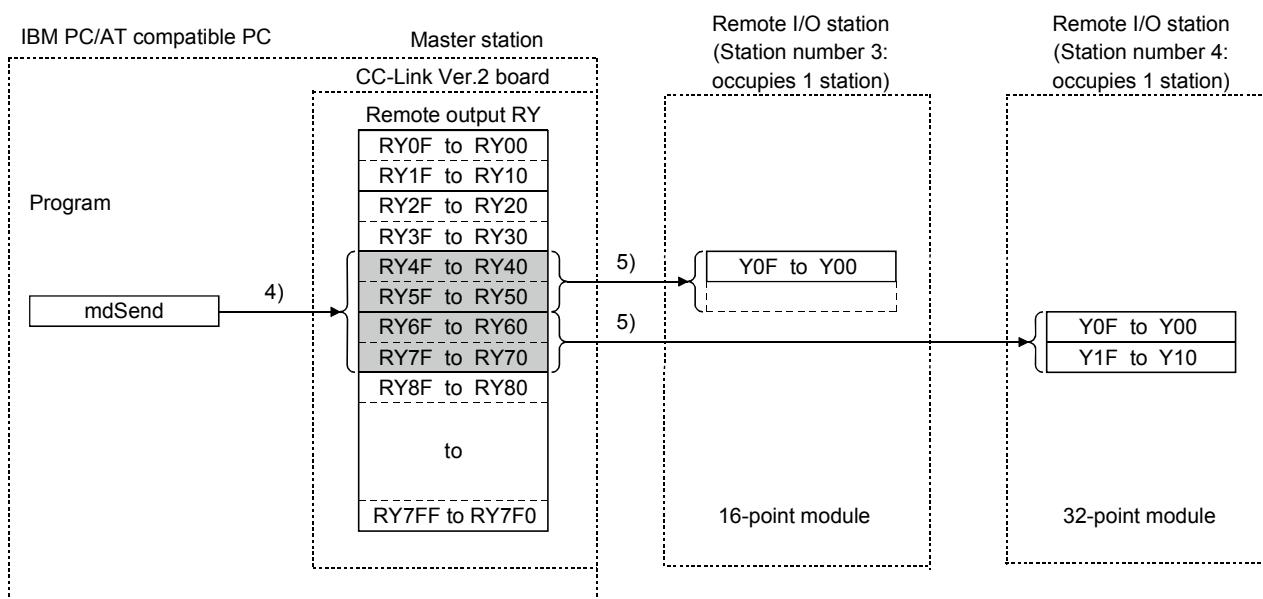 IBM PC/AT compatible PC
Master station
Remote I/O station
(Station number 3:
occupies 1 station)
Remote I/O station
(Station number 4:
occupies 1 station)
CC-Link Ver.2 board
Remote output RY
RY0F to RY00
RY1F to RY10
Program
RY2F to RY20
RY3F to RY30
RY4F to RY40
RY5F to RY50
RY6F to RY60
RY7F to RY70
RY8F to RY80
to
RY7FF to RY7F0
mdSend
4)
5)
5)
Y0F to Y00
16-point module
Y0F to Y00
Y1F to Y10
32-point module